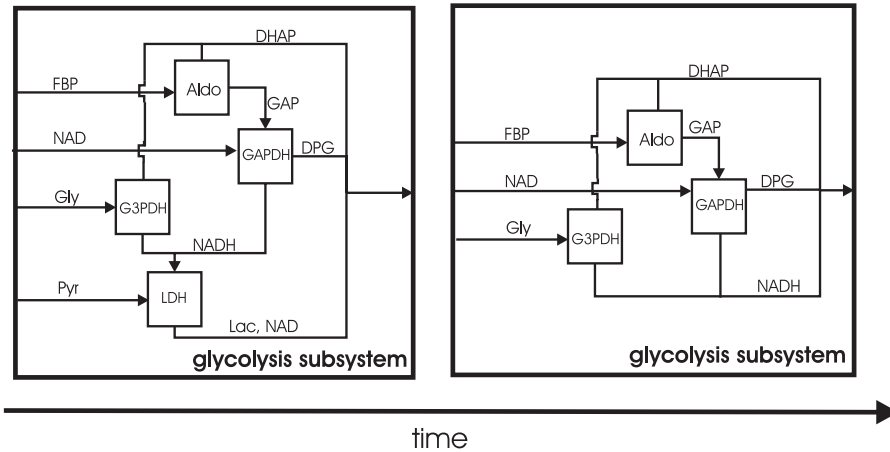 DHAP
FBP
Aldo
GAP
NAD
GAPDH
DPG
Gly
G3PDH
NADH
Pyr
LDH
Lac, NAD
glycolysis subsystem
DHAP
FBP
Aldo
GAP
NAD
GAPDH
DPG
Gly
G3PDH
NADH
glycolysis subsystem
time